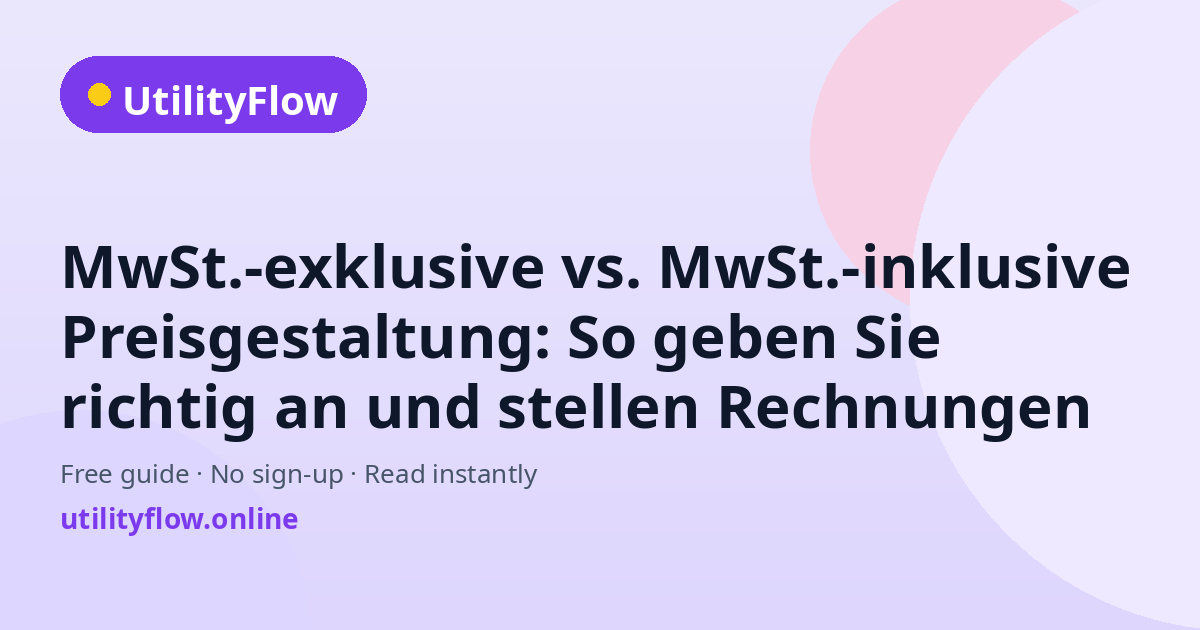 UtilityFlow
MwSt.-exklusive vs. MwSt.-inklusive
Preisgestaltung: So geben Sie
richtig an und stellen Rechnungen
Free guide · No sign-up · Read instantly
utilityflow.online